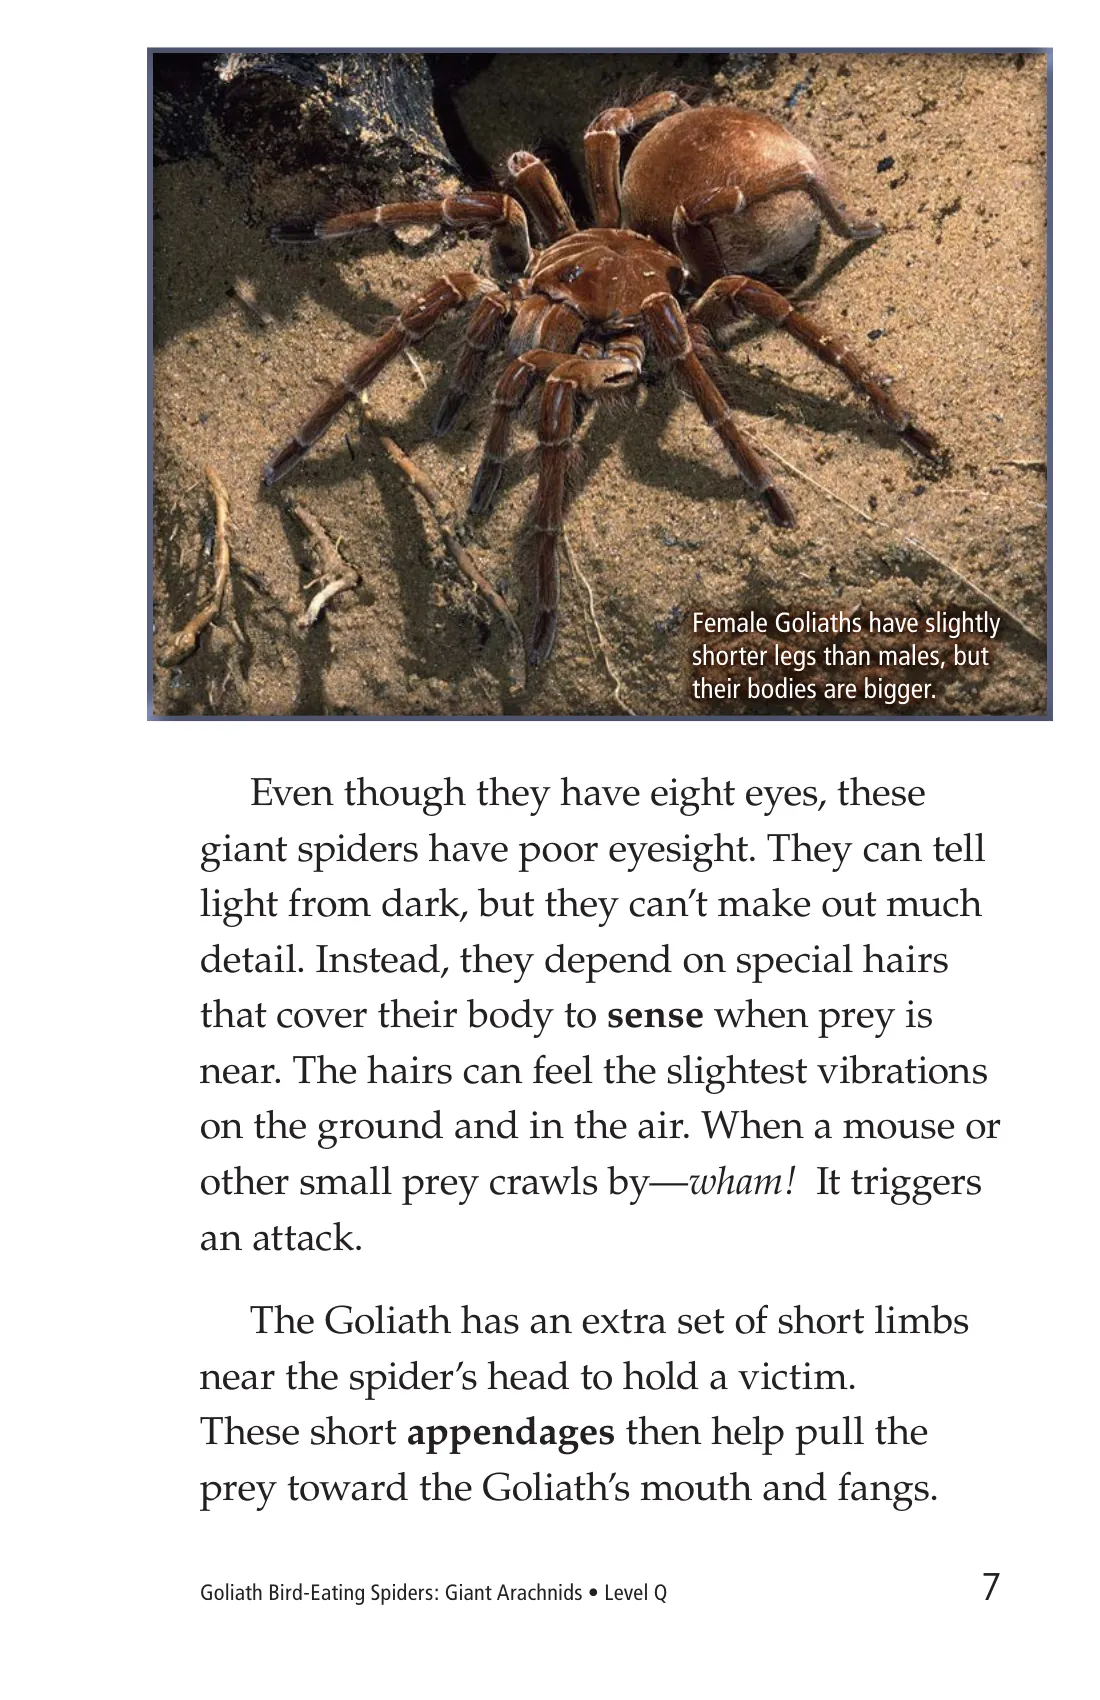 Female Goliaths have slightly
shorter legs than males, but
their bodies are bigger.
Even though they have eight eyes, these
giant spiders have poor eyesight. They can tell
light from dark, but they can’t make out much
detail. Instead, they depend on special hairs
that cover their body to sense when prey is
near. The hairs can feel the slightest vibrations
on the ground and in the air. When a mouse or
other small prey crawls by—wham!  It triggers
an attack.
The Goliath has an extra set of short limbs
near the spider’s head to hold a victim.
These short appendages then help pull the
prey toward the Goliath’s mouth and fangs.
Goliath Bird-Eating Spiders: Giant Arachnids • Level Q
7